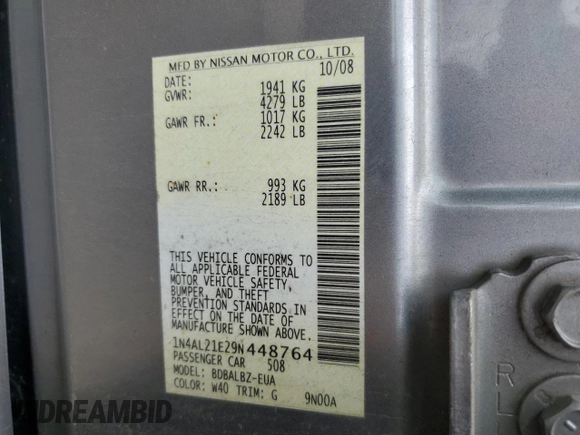 MFD BY NISSAN MOTOR CO., LTD.
DATE: 10/08
GVWR: 1941 KG
4279 LB
GAWR FR.: 1017 KG
2242 LB
GAWR RR.: 993 KG
2189 LB
THIS VEHICLE CONFORMS TO
ALL APPLICABLE FEDERAL
MOTOR VEHICLE SAFETY,
BUMPER, AND THEFT
PREVENTION STANDARDS IN
EFFECT ON THE DATE OF
MANUFACTURE SHOWN ABOVE.
1N4AL21E29N448764
PASSENGER CAR 508
MODEL: BDBALBZ-EUA
COLOR: W40 TRIM: G 9N00A
R L
IDREAMBID